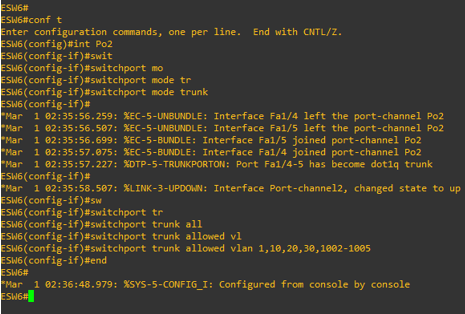 ESW6#
ESW6#conf t
Enter configuration commands, one per line.  End with CNTL/Z.
ESW6(config)#int Po2
ESW6(config-if)#swit
ESW6(config-if)#switchport mo
ESW6(config-if)#switchport mode tr
ESW6(config-if)#switchport mode trunk
ESW6(config-if)#
*Mar  1 02:35:56.259: %EC-5-UNBUNDLE: Interface Fa1/4 left the port-channel Po2
*Mar  1 02:35:56.507: %EC-5-UNBUNDLE: Interface Fa1/5 left the port-channel Po2
*Mar  1 02:35:56.699: %EC-5-BUNDLE: Interface Fa1/5 joined port-channel Po2
*Mar  1 02:35:57.075: %EC-5-BUNDLE: Interface Fa1/4 joined port-channel Po2
*Mar  1 02:35:57.227: %DTP-5-TRUNKPORTON: Port Fa1/4-5 has become dot1q trunk
ESW6(config-if)#
*Mar  1 02:35:58.507: %LINK-3-UPDOWN: Interface Port-channel2, changed state to up
ESW6(config-if)#sw
ESW6(config-if)#switchport tr
ESW6(config-if)#switchport trunk all
ESW6(config-if)#switchport trunk allowed vl
ESW6(config-if)#switchport trunk allowed vlan 1,10,20,30,1002-1005
ESW6(config-if)#end
ESW6#
*Mar  1 02:36:48.979: %SYS-5-CONFIG_I: Configured from console by console
ESW6#